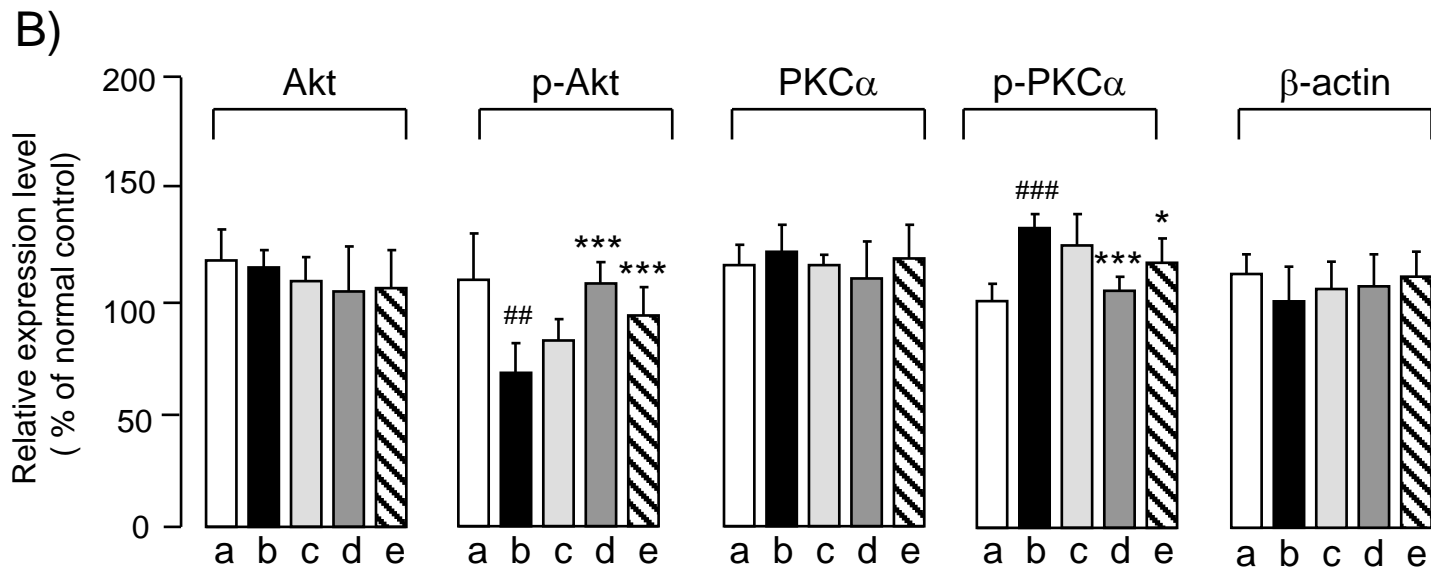 B)
Relative expression level
( % of normal control)
200
150
100
50
0
Akt
p-Akt
PKCα
p-PKCα
β-actin
##
***
***
###
***
*
a b c d e
a b c d e
a b c d e
a b c d e
a b c d e